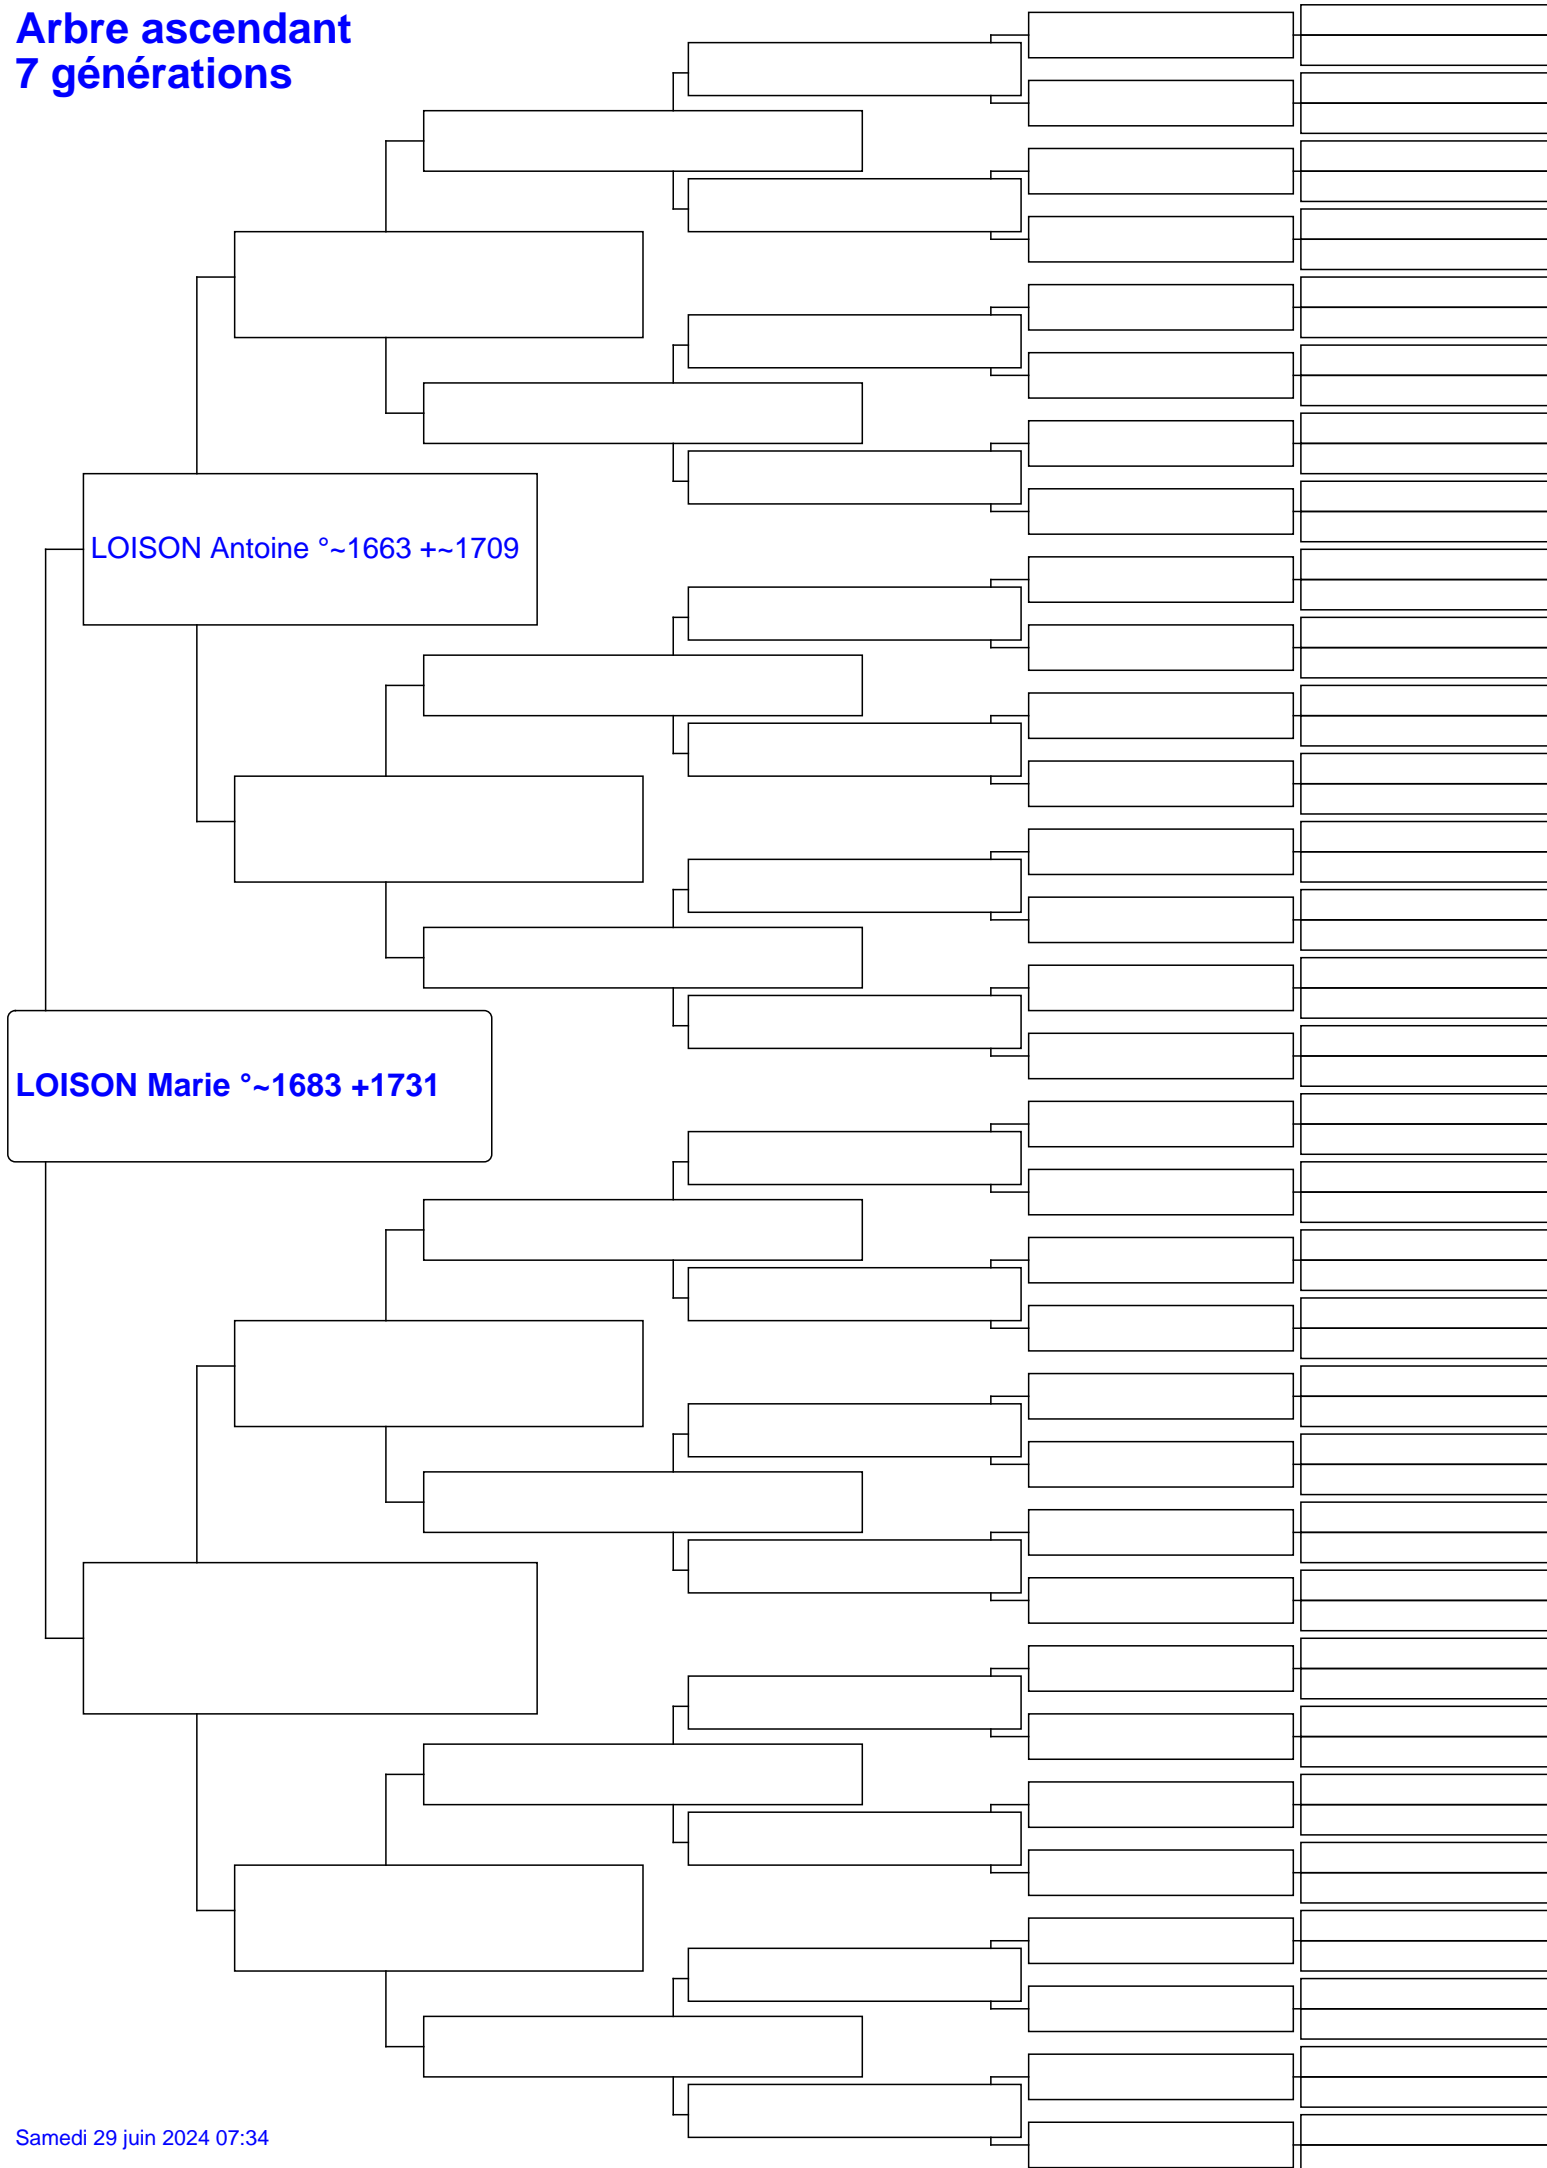 Arbre ascendant
7 générations
LOISON Antoine °~1663 +~1709
LOISON Marie °~1683 +1731
Samedi 29 juin 2024 07:34